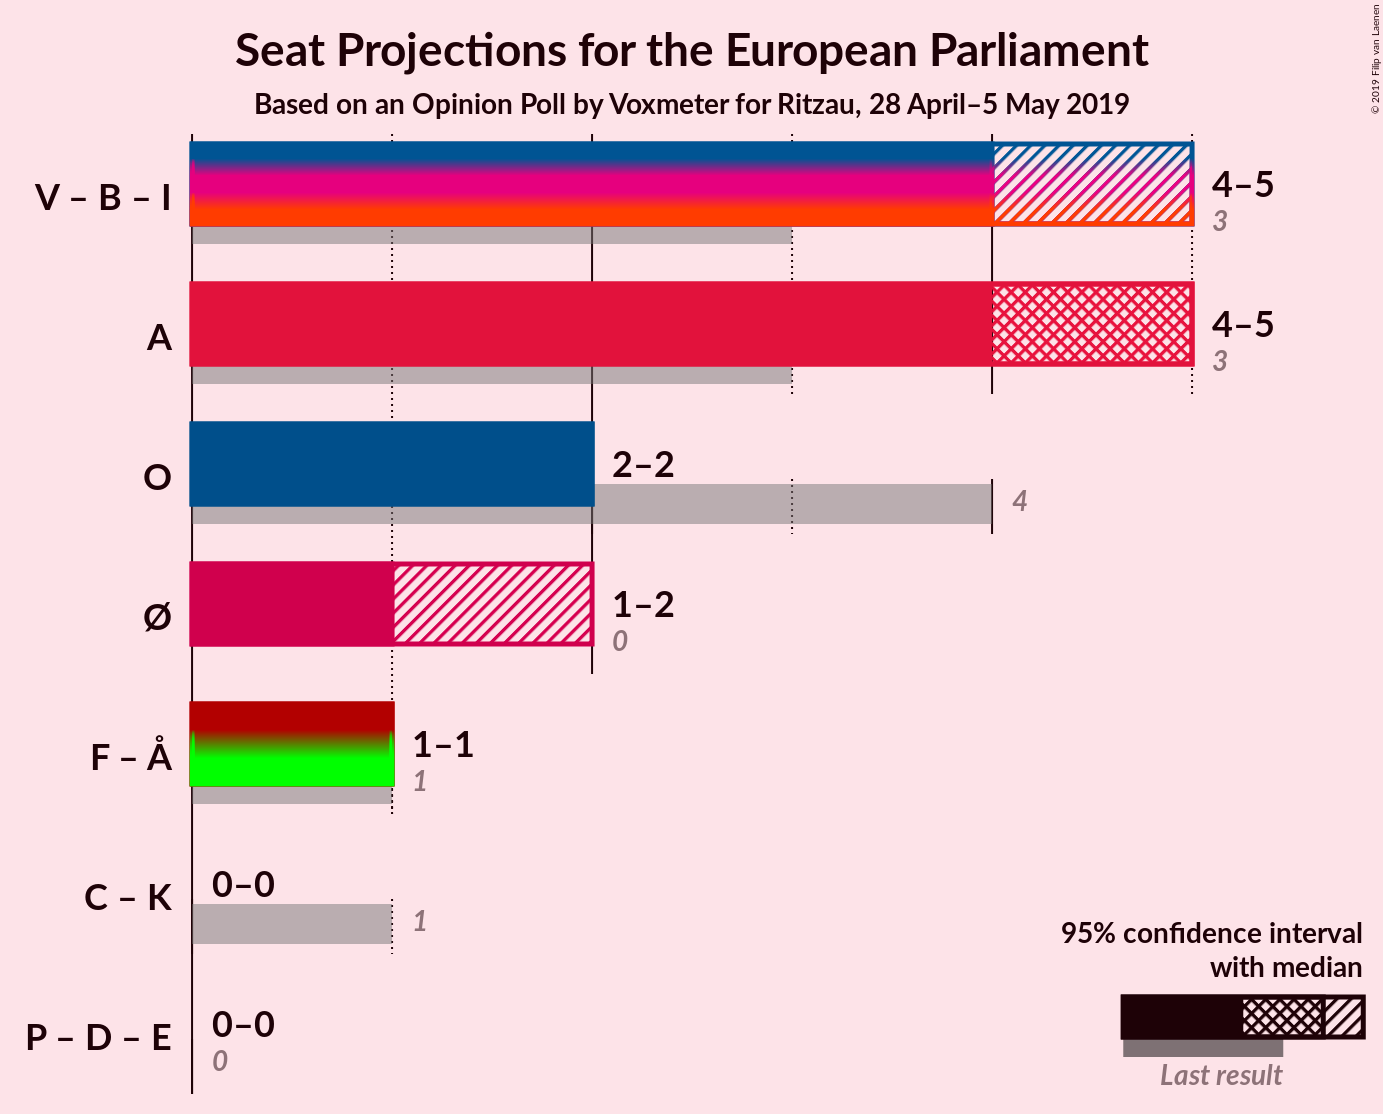 Seat Projections for the European Parliament
Based on an Opinion Poll by Voxmeter for Ritzau, 28 April–5 May 2019
© 2019 Filip van Laenen
V – B – I
4–5
3
A
4–5
3
O
2–2
4
Ø
1–2
0
F – Å
1–1
1
C – K
0–0
1
P – D – E
0–0
0
95% confidence interval
with median
Last result